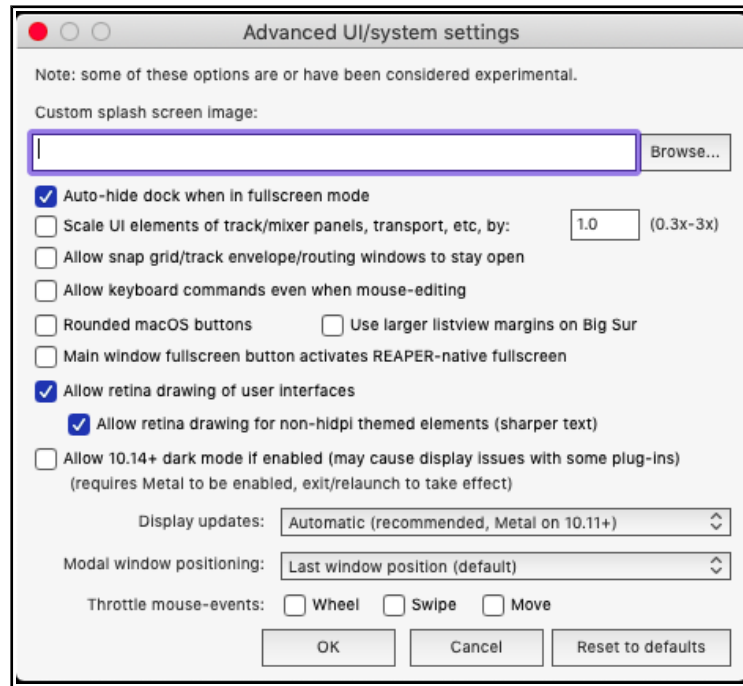 Advanced UI/system settings
Note: some of these options are or have been considered experimental.
Custom splash screen image:
Browse...
Auto-hide dock when in fullscreen mode
Scale UI elements of track/mixer panels, transport, etc, by: 1.0 (0.3x-3x)
Allow snap grid/track envelope/routing windows to stay open
Allow keyboard commands even when mouse-editing
Rounded macOS buttons Use larger listview margins on Big Sur
Main window fullscreen button activates REAPER-native fullscreen
Allow retina drawing of user interfaces
Allow retina drawing for non-hidpi themed elements (sharper text)
Allow 10.14+ dark mode if enabled (may cause display issues with some plug-ins)
(requires Metal to be enabled, exit/relaunch to take effect)
Display updates: Automatic (recommended, Metal on 10.11+)
Modal window positioning: Last window position (default)
Throttle mouse-events: Wheel Swipe Move
OK Cancel Reset to defaults